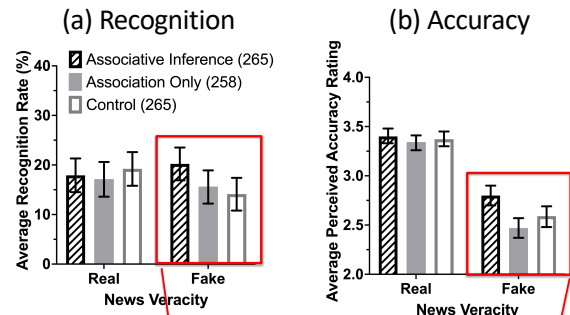 (a) Recognition
Average Recognition Rate (%)
Associative Inference (265)
Association Only (258)
Control (265)
40
30
20
10
0
Real
Fake
News Veracity
(b) Accuracy
Average Perceived Accuracy Rating
4.0
3.5
3.0
2.5
2.0
Real
Fake
News Veracity